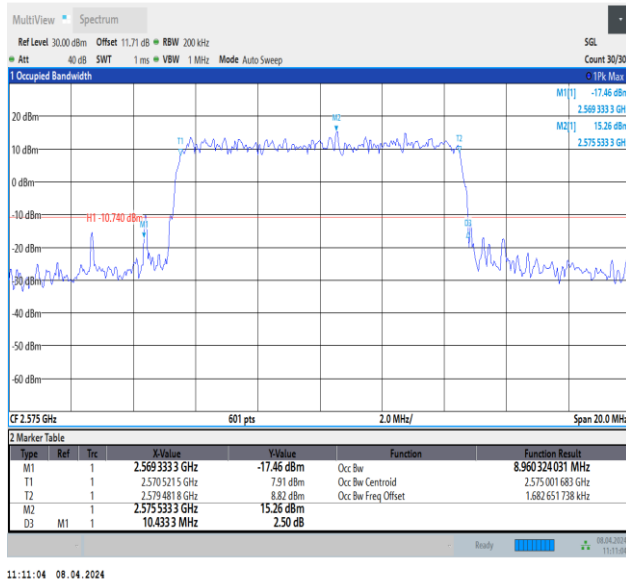 MultiView Spectrum
Ref Level 30.00 dBm Offset 11.71 dB RBW 200 kHz SGL
Att 40 dB SWT 1 ms VBW 1 MHz Mode Auto Sweep Count 30/30
1 Occupied Bandwidth 1Pk Max
M1[1] -17.46 dBm
2.569 333 3 GHz
M2[1] 15.26 dBm
2.575 533 3 GHz
20 dBm
M2
T1
T2
10 dBm
0 dBm
-10 dBm
H1 -10.740 dBm
M1
D3
-20 dBm
-30 dBm
-40 dBm
-50 dBm
-60 dBm
CF 2.575 GHz 601 pts 2.0 MHz/ Span 20.0 MHz
2 Marker Table
Type Ref Trc X-Value Y-Value Function Function Result
M1 1 2.569 333 3 GHz -17.46 dBm Occ Bw 8.960 324 031 MHz
T1 1 2.570 521 5 GHz 7.91 dBm Occ Bw Centroid 2.575 001 683 GHz
T2 1 2.579 481 8 GHz 8.82 dBm Occ Bw Freq Offset 1.682 651 738 kHz
M2 1 2.575 533 3 GHz 15.26 dBm
D3 M1 1 10.433 3 MHz 2.50 dB
Ready 08.04.2024
11:11:04
11:11:04 08.04.2024